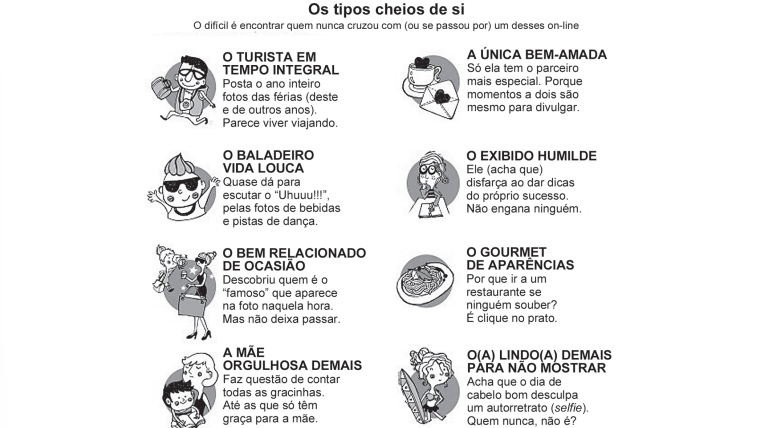 Os tipos cheios de si
O difícil é encontrar quem nunca cruzou com (ou se passou por) um desses on-line
O TURISTA EM
TEMPO INTEGRAL
Posta o ano inteiro
fotos das férias (deste
e de outros anos).
Parece viver viajando.
A ÚNICA BEM-AMADA
Só ela tem o parceiro
mais especial. Porque
momentos a dois são
mesmo para divulgar.
O BALADEIRO
VIDA LOUCA
Quase dá para
escutar o “Uhuuu!!!”,
pelas fotos de bebidas
e pistas de dança.
O EXIBIDO HUMILDE
Ele (acha que)
disfarça ao dar dicas
do próprio sucesso.
Não engana ninguém.
O BEM RELACIONADO
DE OCASIÃO
Descobriu quem é o
“famoso” que aparece
na foto naquela hora.
Mas não deixa passar.
O GOURMET
DE APARÊNCIAS
Por que ir a um
restaurante se
ninguém souber?
É clique no prato.
A MÃE
ORGULHOSA DEMAIS
Faz questão de contar
todas as gracinhas.
Até as que só têm
graça para a mãe.
O(A) LINDO(A) DEMAIS
PARA NÃO MOSTRAR
Acha que o dia de
cabelo bom desculpa
um autorretrato (selfie).
Quem nunca, não é?